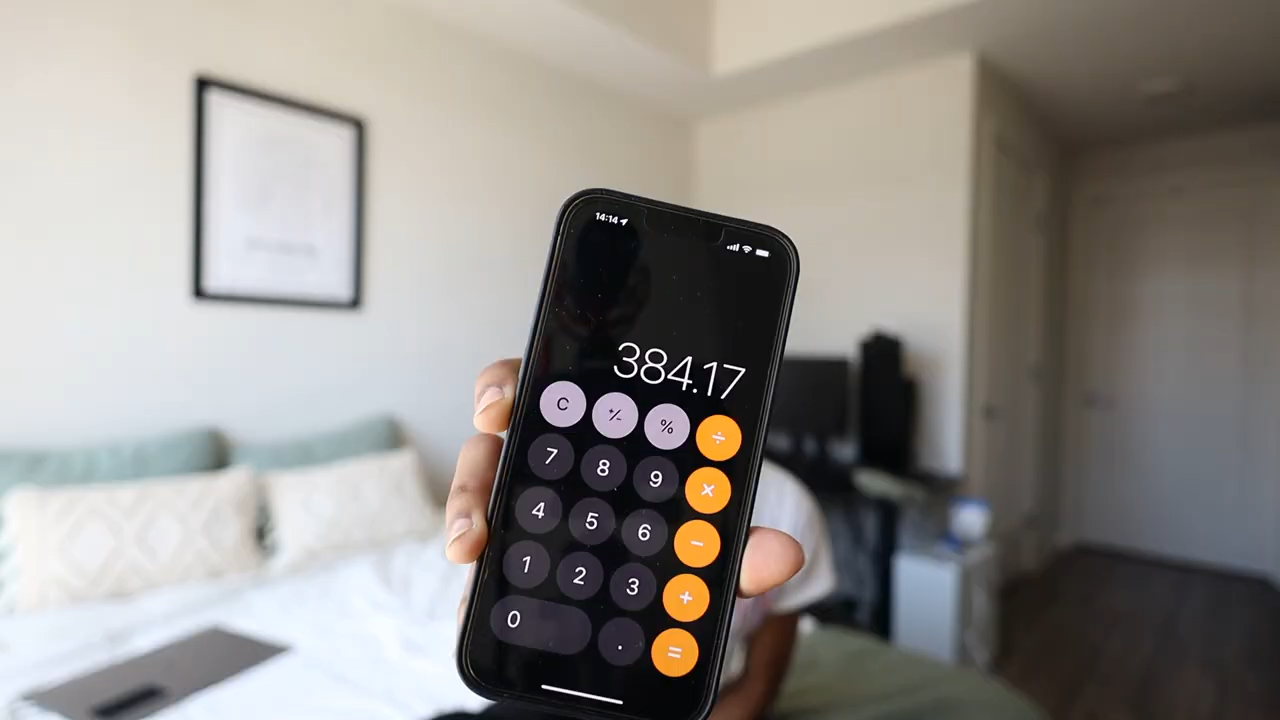 14:14
384.17
C +/- % ÷
7 8 9 ×
4 5 6 −
1 2 3 +
0 . =